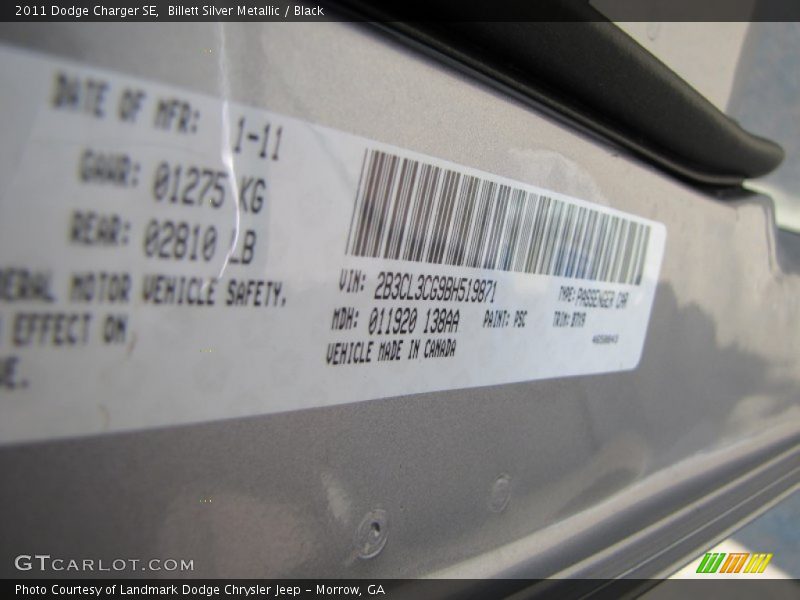 2011 Dodge Charger SE,  Billett Silver Metallic / Black
DATE OF MFR: 1-11
GAWR: 01275 KG
REAR: 02810 LB
MOTOR VEHICLE SAFETY.
EFFECT ON
VIN: 2B3CL3CG9BH519871
TYPE: PASSENGER CAR
MDH: 011920 138AA PAINT: PSC TRIM:
VEHICLE MADE IN CANADA
GTCARLOT.COM
Photo Courtesy of Landmark Dodge Chrysler Jeep – Morrow, GA